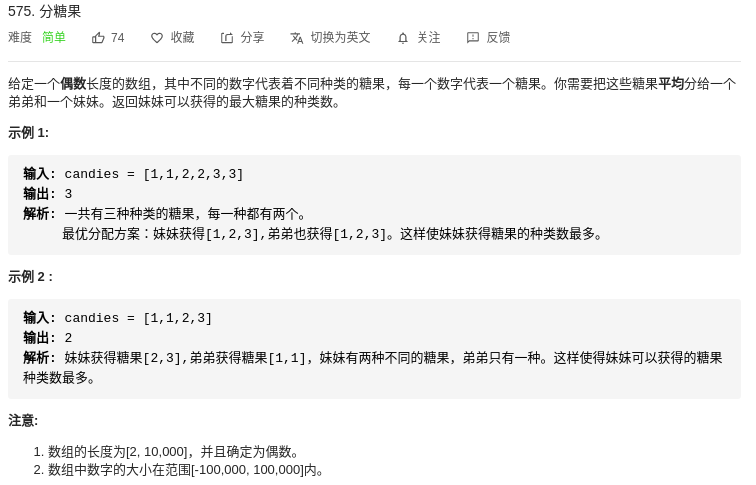 575. 分糖果
难度 简单 74 收藏 分享 切换为英文 关注 反馈
给定一个偶数长度的数组，其中不同的数字代表着不同种类的糖果，每一个数字代表一个糖果。你需要把这些糖果平均分给一个
弟弟和一个妹妹。返回妹妹可以获得的最大糖果的种类数。
示例 1:
输入: candies = [1,1,2,2,3,3]
输出: 3
解析: 一共有三种种类的糖果，每一种都有两个。
最优分配方案：妹妹获得[1,2,3],弟弟也获得[1,2,3]。这样使妹妹获得糖果的种类数最多。
示例 2 :
输入: candies = [1,1,2,3]
输出: 2
解析: 妹妹获得糖果[2,3],弟弟获得糖果[1,1]，妹妹有两种不同的糖果，弟弟只有一种。这样使得妹妹可以获得的糖果
种类数最多。
注意:
1. 数组的长度为[2, 10,000]，并且确定为偶数。
2. 数组中数字的大小在范围[-100,000, 100,000]内。